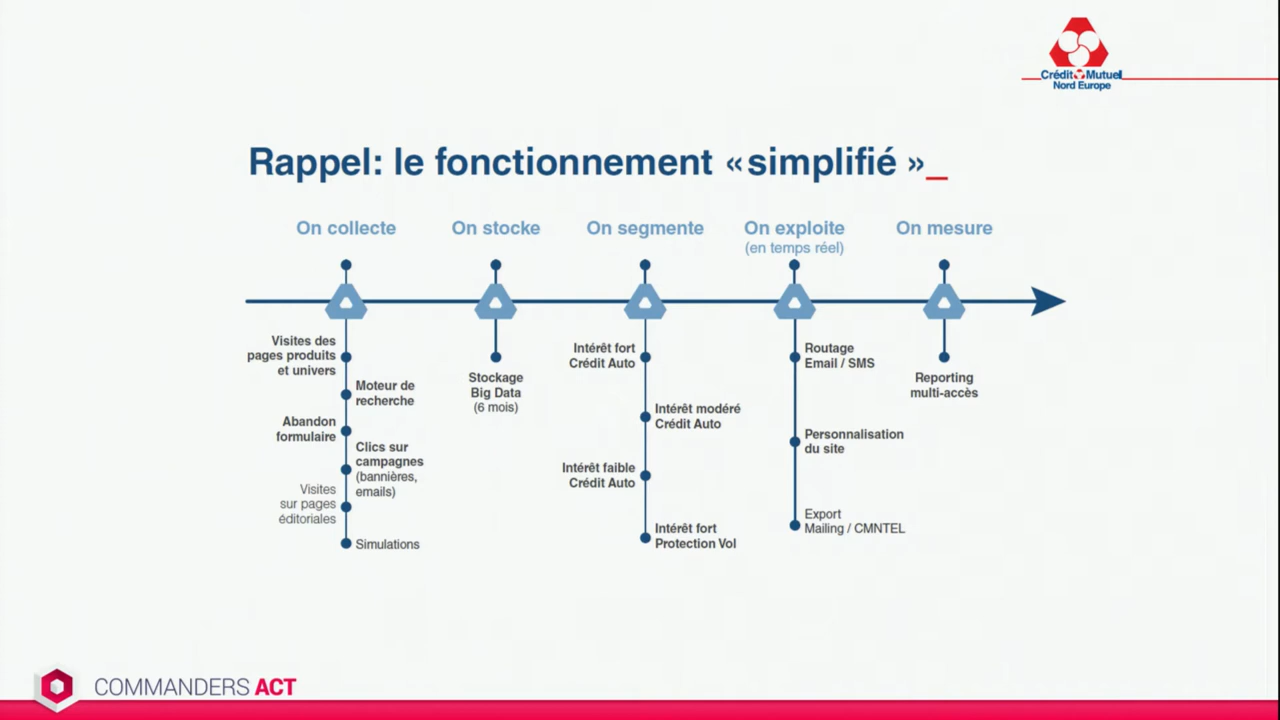 Crédit Mutuel
Nord Europe
Rappel: le fonctionnement «simplifié »_
On collecte
On stocke
On segmente
On exploite
(en temps réel)
On mesure
Visites des
pages produits
et univers
Moteur de
recherche
Abandon
formulaire
Clics sur
campagnes
(bannières,
emails)
Visites
sur pages
éditoriales
Simulations
Stockage
Big Data
(6 mois)
Intérêt fort
Crédit Auto
Intérêt modéré
Crédit Auto
Intérêt faible
Crédit Auto
Intérêt fort
Protection Vol
Routage
Email / SMS
Personnalisation
du site
Export
Mailing / CMNTEL
Reporting
multi-accès
COMMANDERS ACT